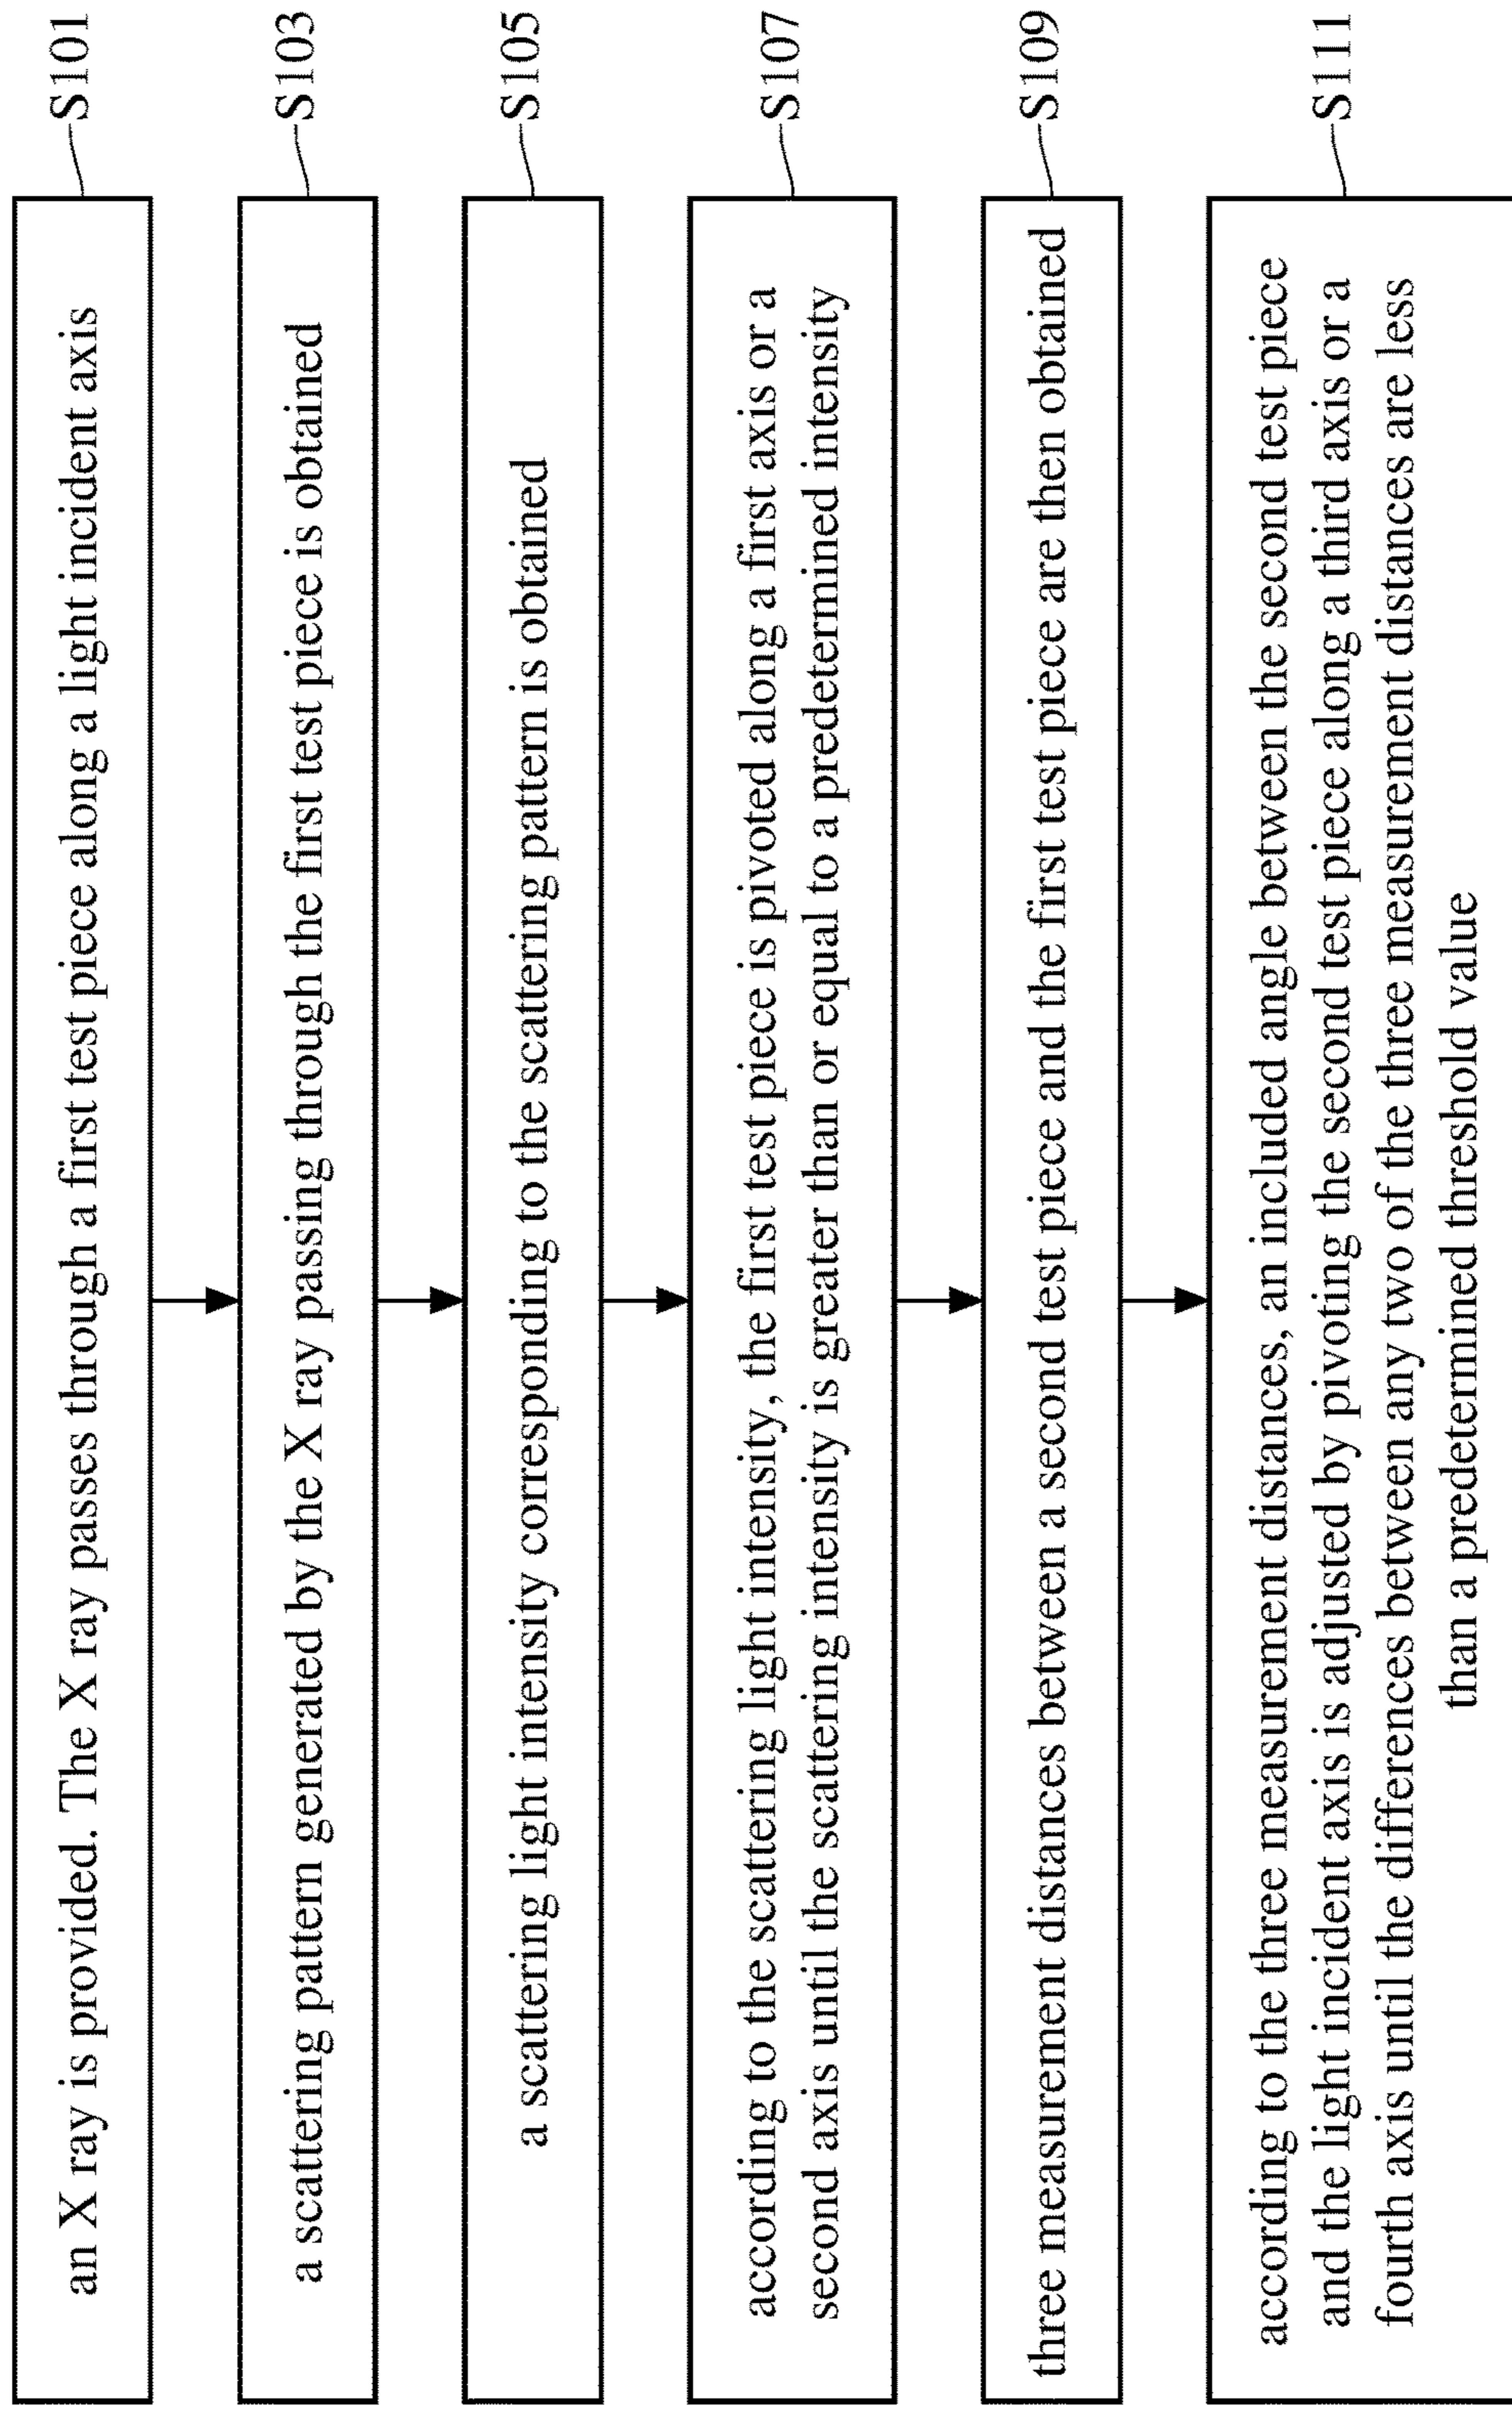 an X ray is provided. The X ray passes through a first test piece along a light incident axis
S101
a scattering pattern generated by the X ray passing through the first test piece is obtained
S103
a scattering light intensity corresponding to the scattering pattern is obtained
S105
according to the scattering light intensity, the first test piece is pivoted along a first axis or a
second axis until the scattering intensity is greater than or equal to a predetermined intensity
S107
three measurement distances between a second test piece and the first test piece are then obtained
S109
according to the three measurement distances, an included angle between the second test piece
and the light incident axis is adjusted by pivoting the second test piece along a third axis or a
fourth axis until the differences between any two of the three measurement distances are less
than a predetermined threshold value
S111